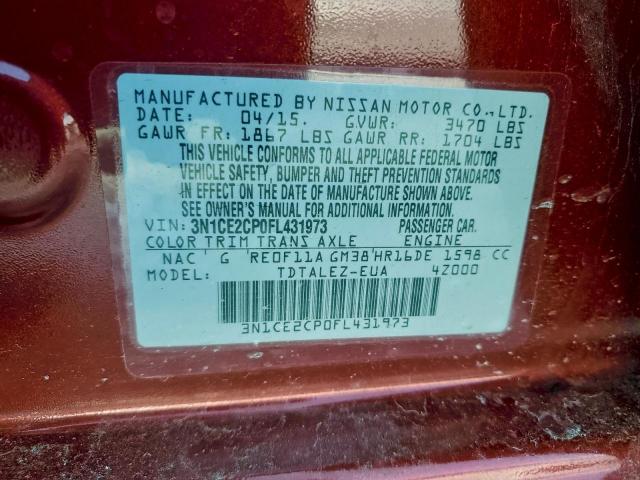 MANUFACTURED BY NISSAN MOTOR CO.,LTD.
DATE: 04/15. GVWR: 3470 LBS
GAWR FR: 1867 LBS GAWR RR: 1704 LBS
THIS VEHICLE CONFORMS TO ALL APPLICABLE FEDERAL MOTOR
VEHICLE SAFETY, BUMPER AND THEFT PREVENTION STANDARDS
IN EFFECT ON THE DATE OF MANUFACTURE SHOWN ABOVE.
SEE OWNER'S MANUAL FOR ADDITIONAL INFORMATION.
VIN: 3N1CE2CP0FL431973 PASSENGER CAR.
COLOR TRIM TRANS AXLE ENGINE
NAC G RE0F11A GM38 HR16DE 1598 CC
MODEL: TDTALEZ-EUA 4Z000
3N1CE2CP0FL431973